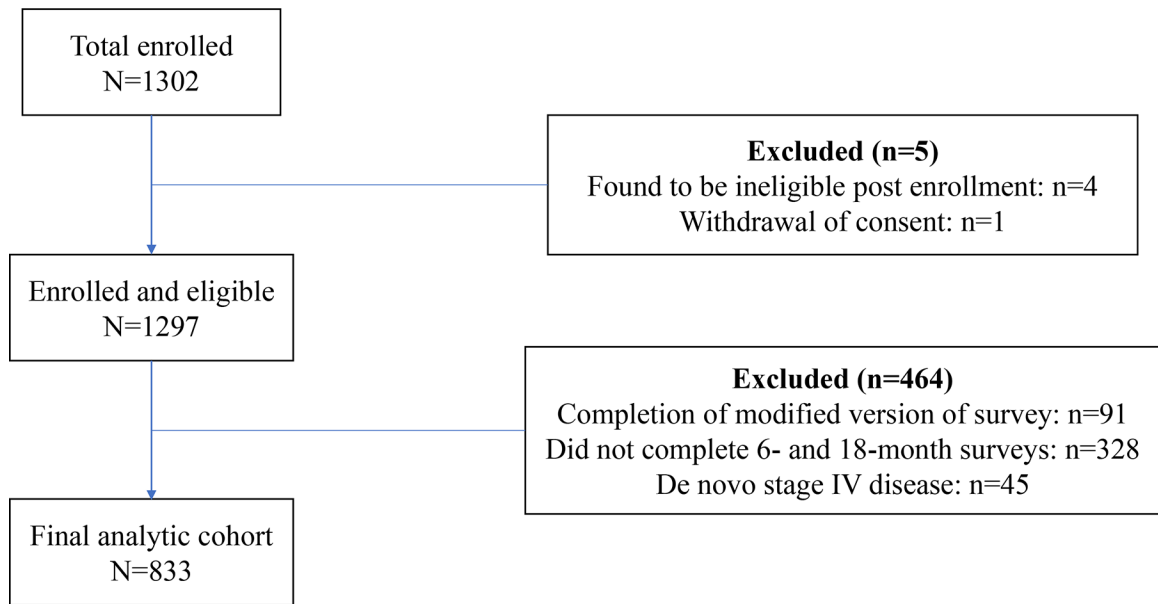 Total enrolled
N=1302
Excluded (n=5)
Found to be ineligible post enrollment: n=4
Withdrawal of consent: n=1
Enrolled and eligible
N=1297
Excluded (n=464)
Completion of modified version of survey: n=91
Did not complete 6- and 18-month surveys: n=328
De novo stage IV disease: n=45
Final analytic cohort
N=833